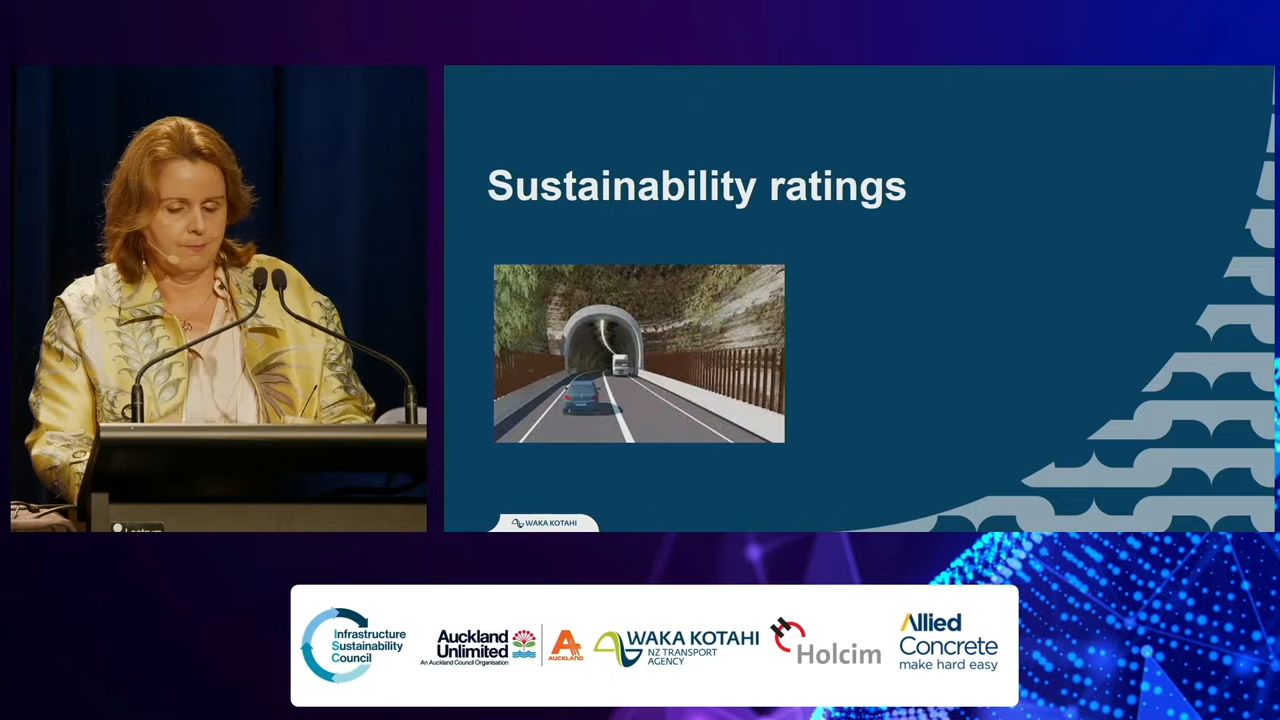 Sustainability ratings
WAKA KOTAHI
Lectrum
Infrastructure
Sustainability
Council
Auckland
Unlimited
An Auckland Council Organisation
AUCKLAND
WAKA KOTAHI
NZ TRANSPORT
AGENCY
Holcim
Allied
Concrete
make hard easy